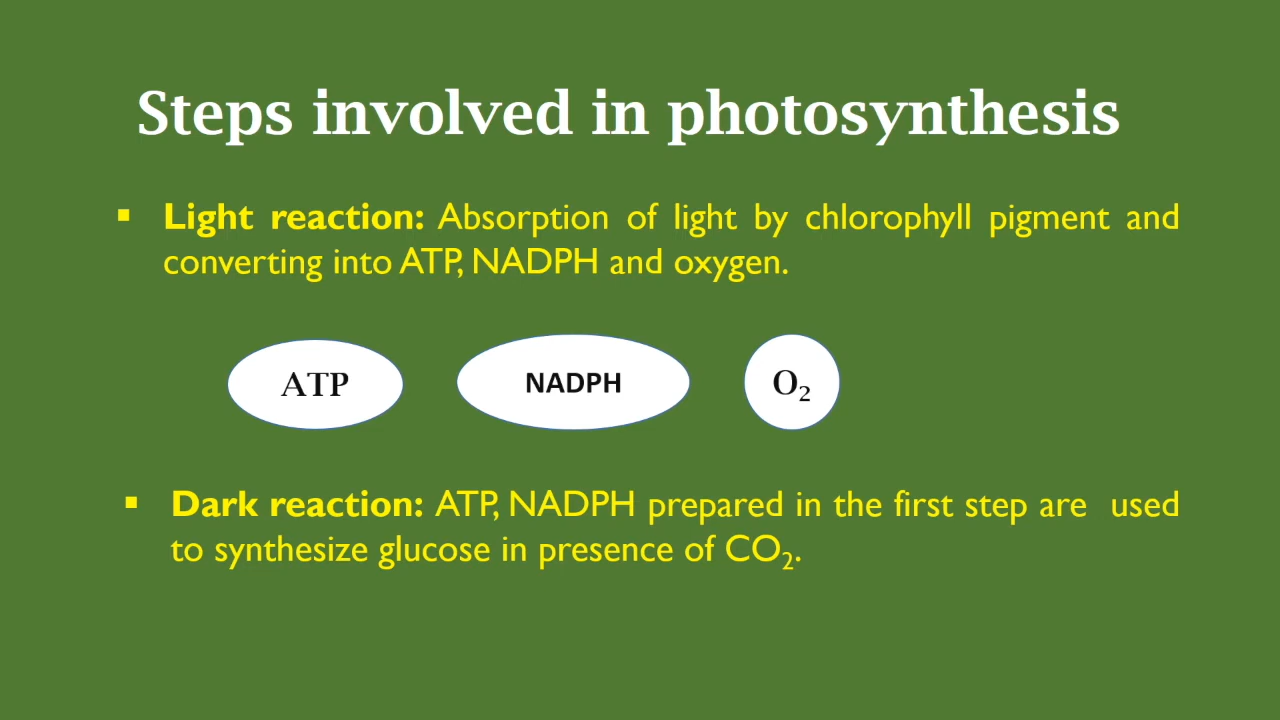 Steps involved in photosynthesis
▪ Light reaction: Absorption of light by chlorophyll pigment and
converting into ATP, NADPH and oxygen.
ATP NADPH O₂
▪ Dark reaction: ATP, NADPH prepared in the first step are used
to synthesize glucose in presence of CO₂.